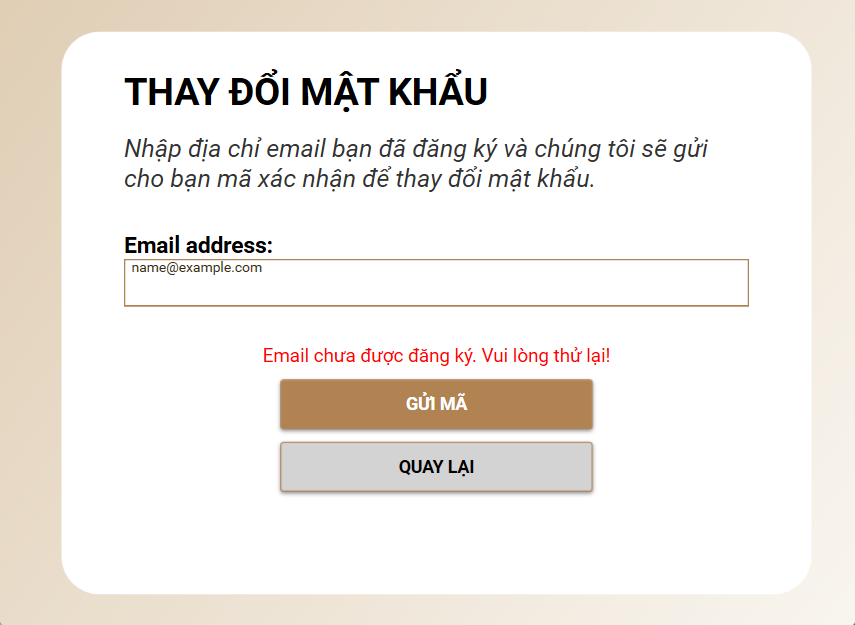 THAY ĐỔI MẬT KHẨU
Nhập địa chỉ email bạn đã đăng ký và chúng tôi sẽ gửi
cho bạn mã xác nhận để thay đổi mật khẩu.
Email address:
name@example.com
Email chưa được đăng ký. Vui lòng thử lại!
GỬI MÃ
QUAY LẠI